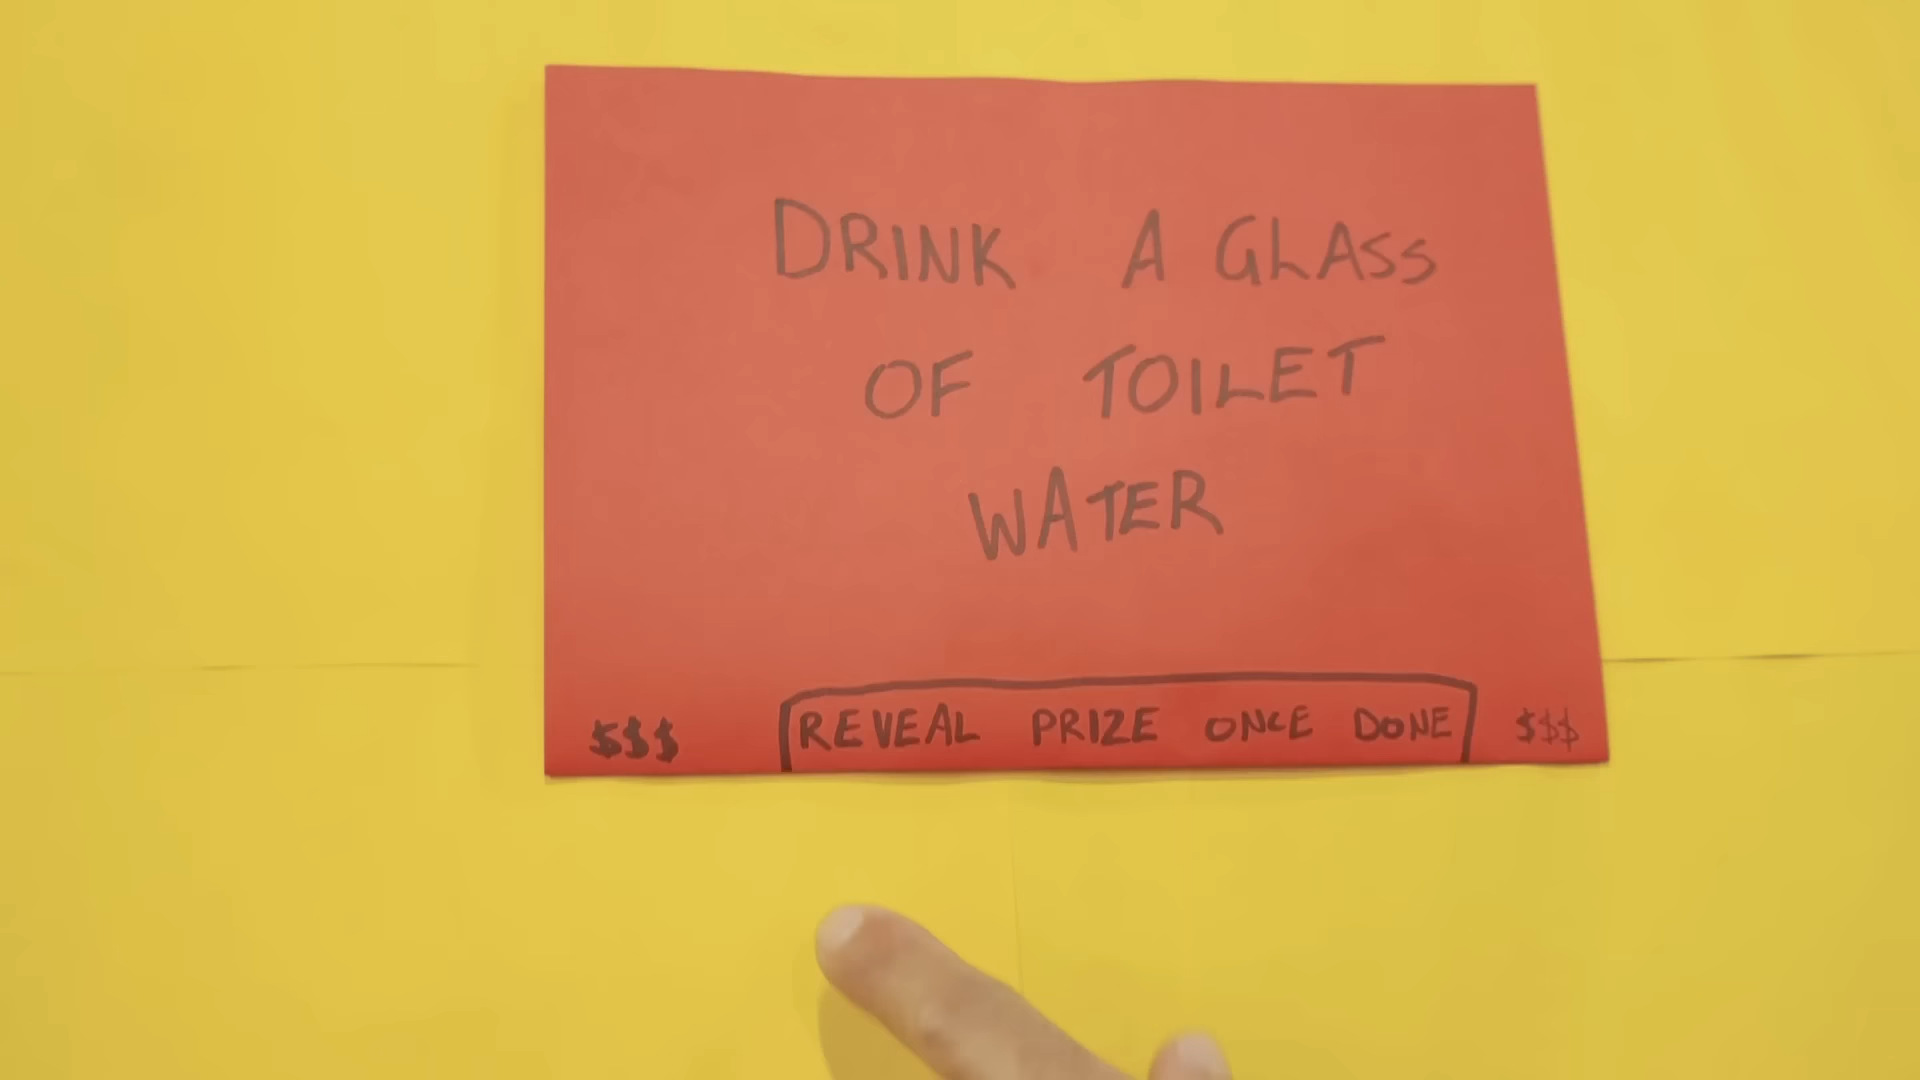 DRINK A GLASS
OF TOILET
WATER
$$$ REVEAL PRIZE ONCE DONE $$$